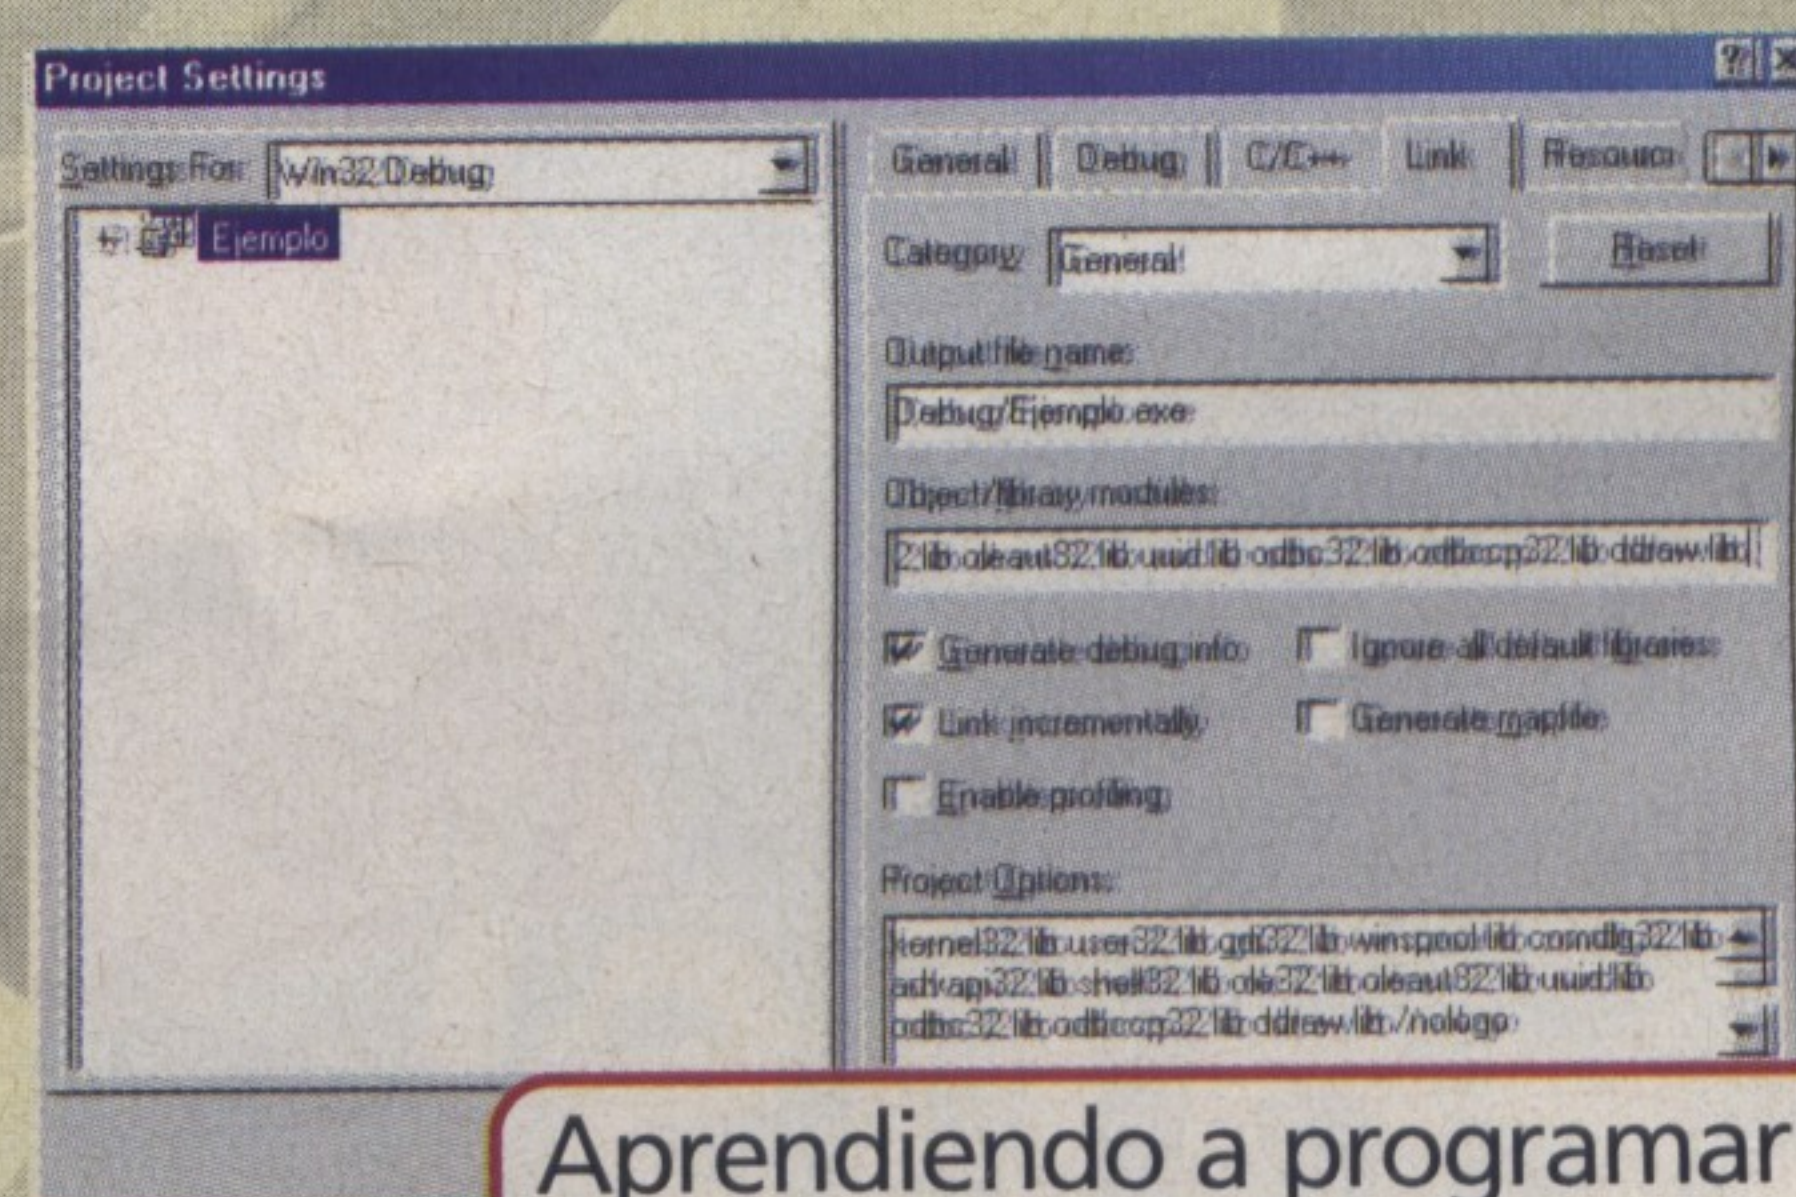 Project Settings
Settings For: Win32 Debug
Ejemplo
General Debug C/C++ Link Resourc
Category: General
Reset
Output file name:
Debug/Ejemplo.exe
Object/library modules:
2.lib oleaut32.lib uuid.lib odbc32.lib odbccp32.lib ddraw.lib
Generate debug info Ignore all default libraries
Link incrementally Generate mapfile
Enable profiling
Project Options:
kernel32.lib user32.lib gdi32.lib winspool.lib comdlg32.lib
advapi32.lib shell32.lib ole32.lib oleaut32.lib uuid.lib
odbc32.lib odbccp32.lib ddraw.lib /nologo
Aprendiendo a programar